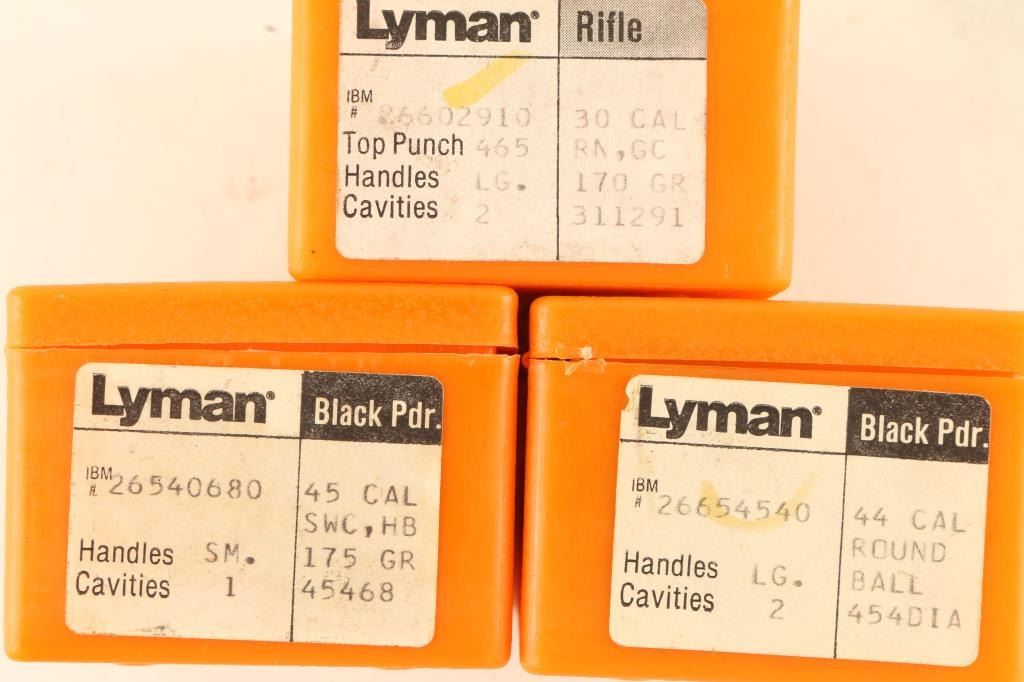 Lyman® Rifle
IBM
# 26602910 30 CAL
Top Punch 465 RN,GC
Handles LG. 170 GR
Cavities 2 311291
Lyman® Black Pdr.
IBM
# 26540680 45 CAL
SWC,HB
Handles SM. 175 GR
Cavities 1 45468
Lyman® Black Pdr.
IBM
# 26654540 44 CAL
ROUND
Handles LG. BALL
Cavities 2 454DIA